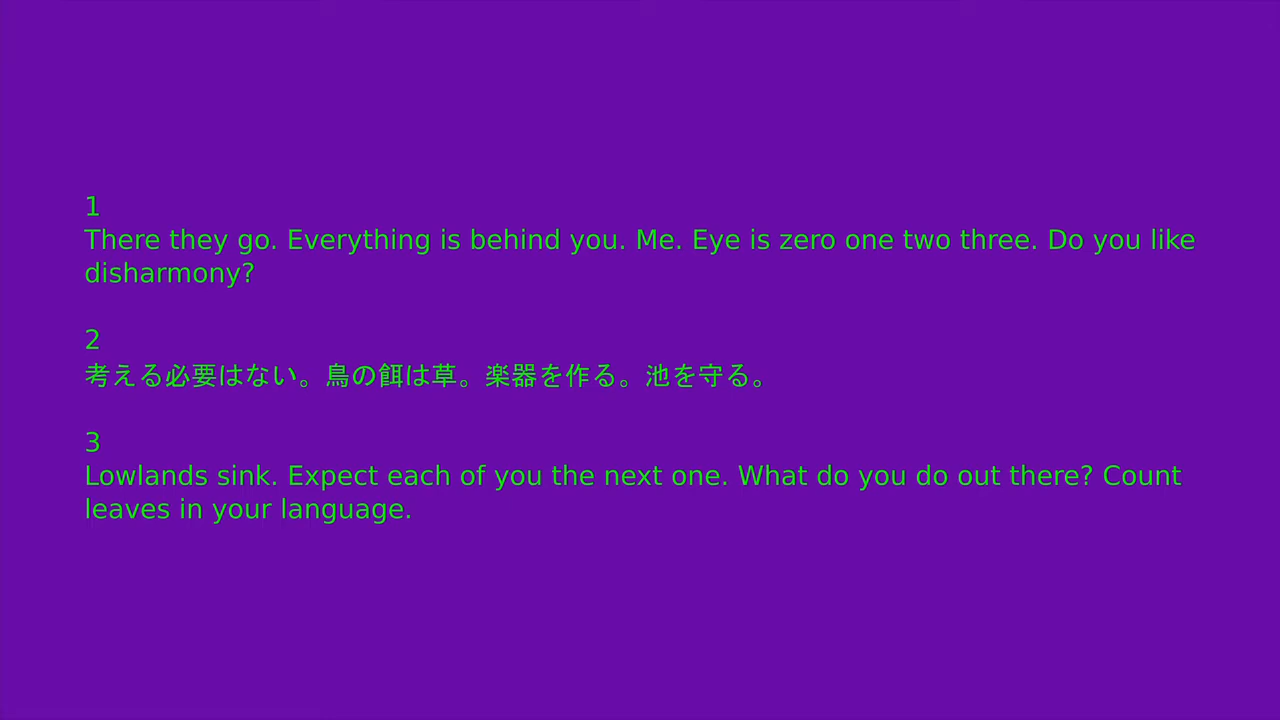 1
There they go. Everything is behind you. Me. Eye is zero one two three. Do you like
disharmony?
2
考える必要はない。鳥の餌は草。楽器を作る。池を守る。
3
Lowlands sink. Expect each of you the next one. What do you do out there? Count
leaves in your language.